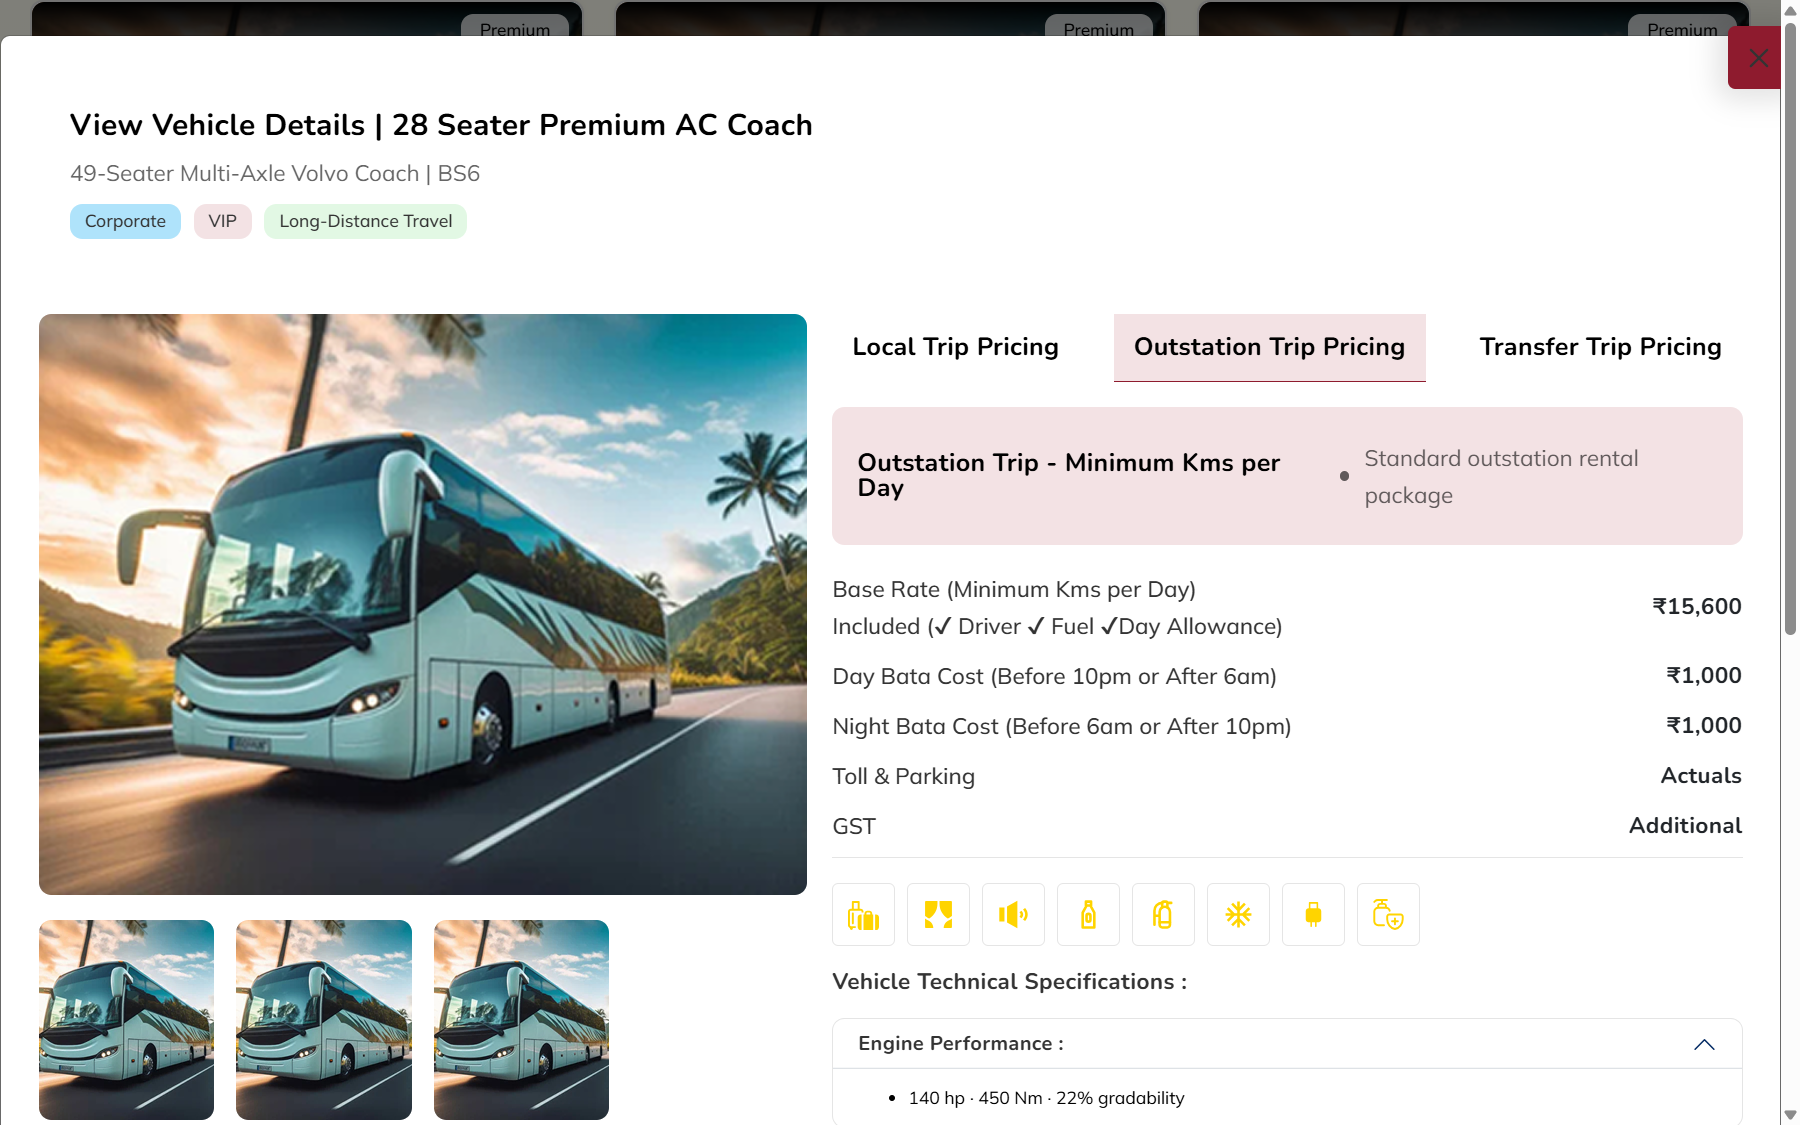 Premium
Premium
Premium
View Vehicle Details | 28 Seater Premium AC Coach
49-Seater Multi-Axle Volvo Coach | BS6
Corporate
VIP
Long-Distance Travel
Local Trip Pricing
Outstation Trip Pricing
Transfer Trip Pricing
Outstation Trip - Minimum Kms per
Day
• Standard outstation rental
package
Base Rate (Minimum Kms per Day)
Included (✓ Driver ✓ Fuel ✓Day Allowance)
₹15,600
Day Bata Cost (Before 10pm or After 6am)
₹1,000
Night Bata Cost (Before 6am or After 10pm)
₹1,000
Toll & Parking
Actuals
GST
Additional
Vehicle Technical Specifications :
Engine Performance :
• 140 hp · 450 Nm · 22% gradability